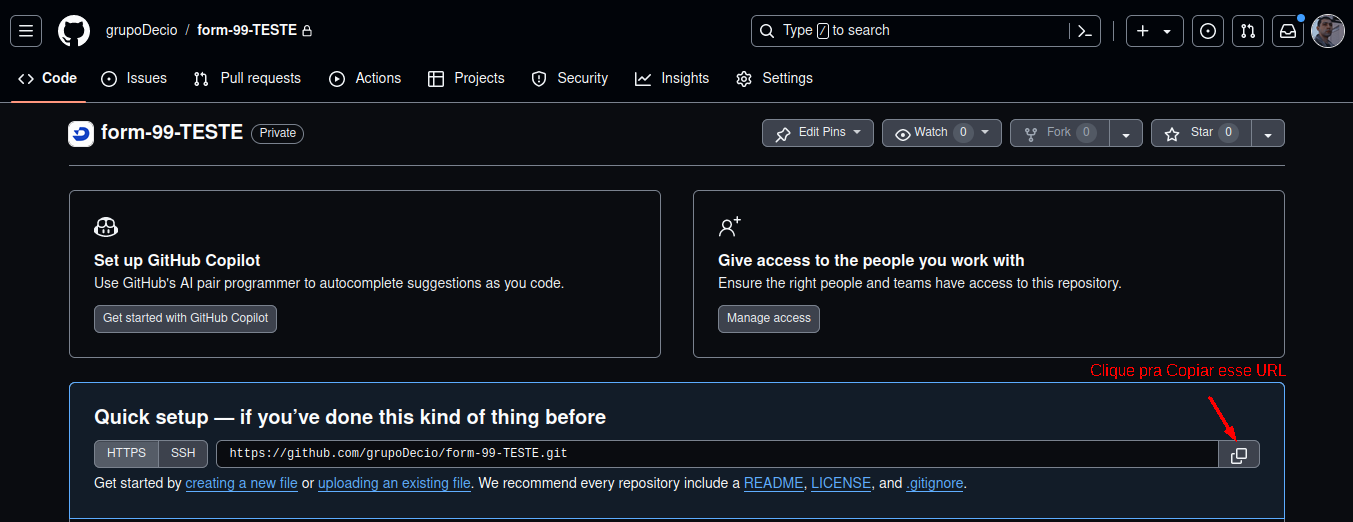 grupoDecio / form-99-TESTE
Type / to search
Code Issues Pull requests Actions Projects Security Insights Settings
form-99-TESTE Private
Edit Pins Watch 0 Fork 0 Star 0
Set up GitHub Copilot
Use GitHub's AI pair programmer to autocomplete suggestions as you code.
Get started with GitHub Copilot
Give access to the people you work with
Ensure the right people and teams have access to this repository.
Manage access
Clique pra Copiar esse URL
Quick setup — if you’ve done this kind of thing before
HTTPS SSH https://github.com/grupoDecio/form-99-TESTE.git
Get started by creating a new file or uploading an existing file. We recommend every repository include a README, LICENSE, and .gitignore.